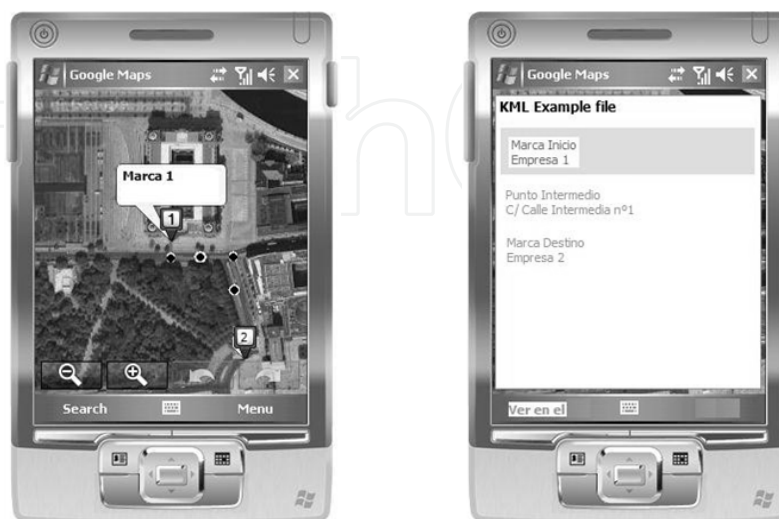 Google Maps
Marca 1
1
2
Search
Menu
Google Maps
KML Example file
Marca Inicio
Empresa 1
Punto Intermedio
C/ Calle Intermedia nº1
Marca Destino
Empresa 2
Ver en el